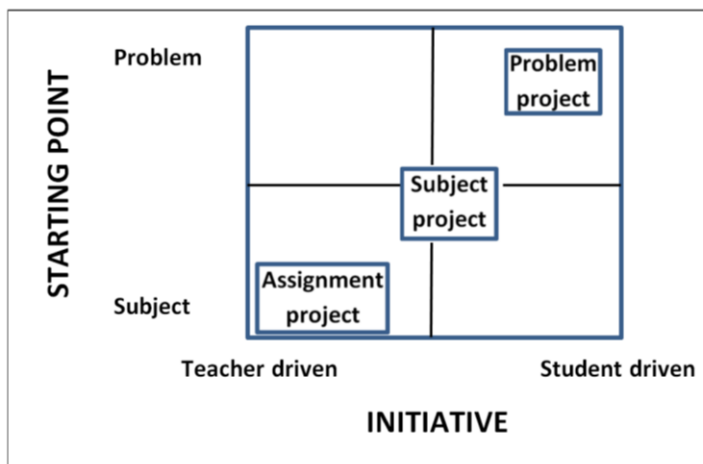 STARTING POINT
Problem
Problem
project
Subject
project
Assignment
project
Subject
Teacher driven
Student driven
INITIATIVE